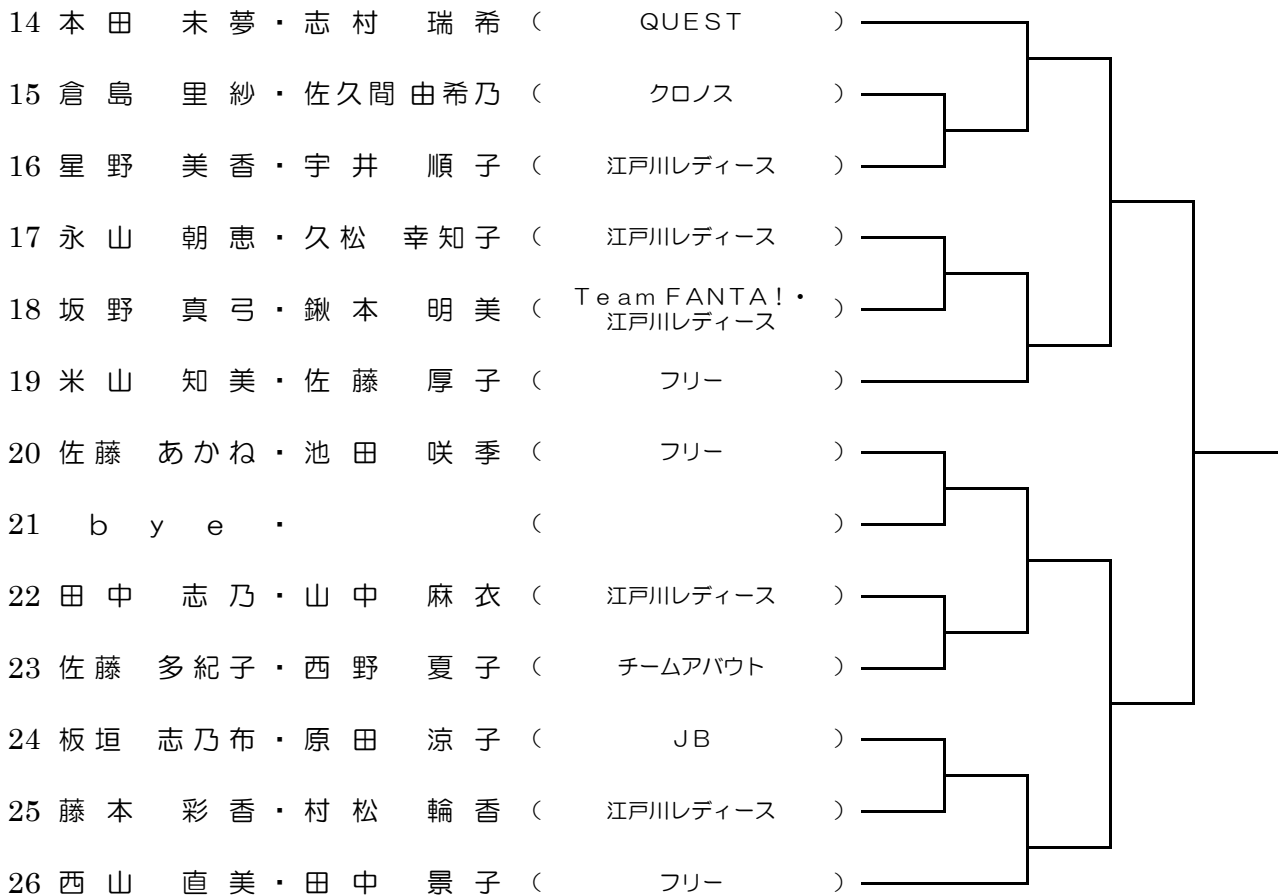 14 本田 未夢・志村 瑞希 ( QUEST )
15 倉島 里紗・佐久間 由希乃 ( クロノス )
16 星野 美香・宇井 順子 ( 江戸川レディース )
17 永山 朝恵・久松 幸知子 ( 江戸川レディース )
18 坂野 真弓・鍬本 明美 ( Team FANTA!・
江戸川レディース )
19 米山 知美・佐藤 厚子 ( フリー )
20 佐藤 あかね・池田 咲季 ( フリー )
21 bye ・ ( )
22 田中 志乃・山中 麻衣 ( 江戸川レディース )
23 佐藤 多紀子・西野 夏子 ( チームアバウト )
24 板垣 志乃布・原田 涼子 ( JB )
25 藤本 彩香・村松 輪香 ( 江戸川レディース )
26 西山 直美・田中 景子 ( フリー )